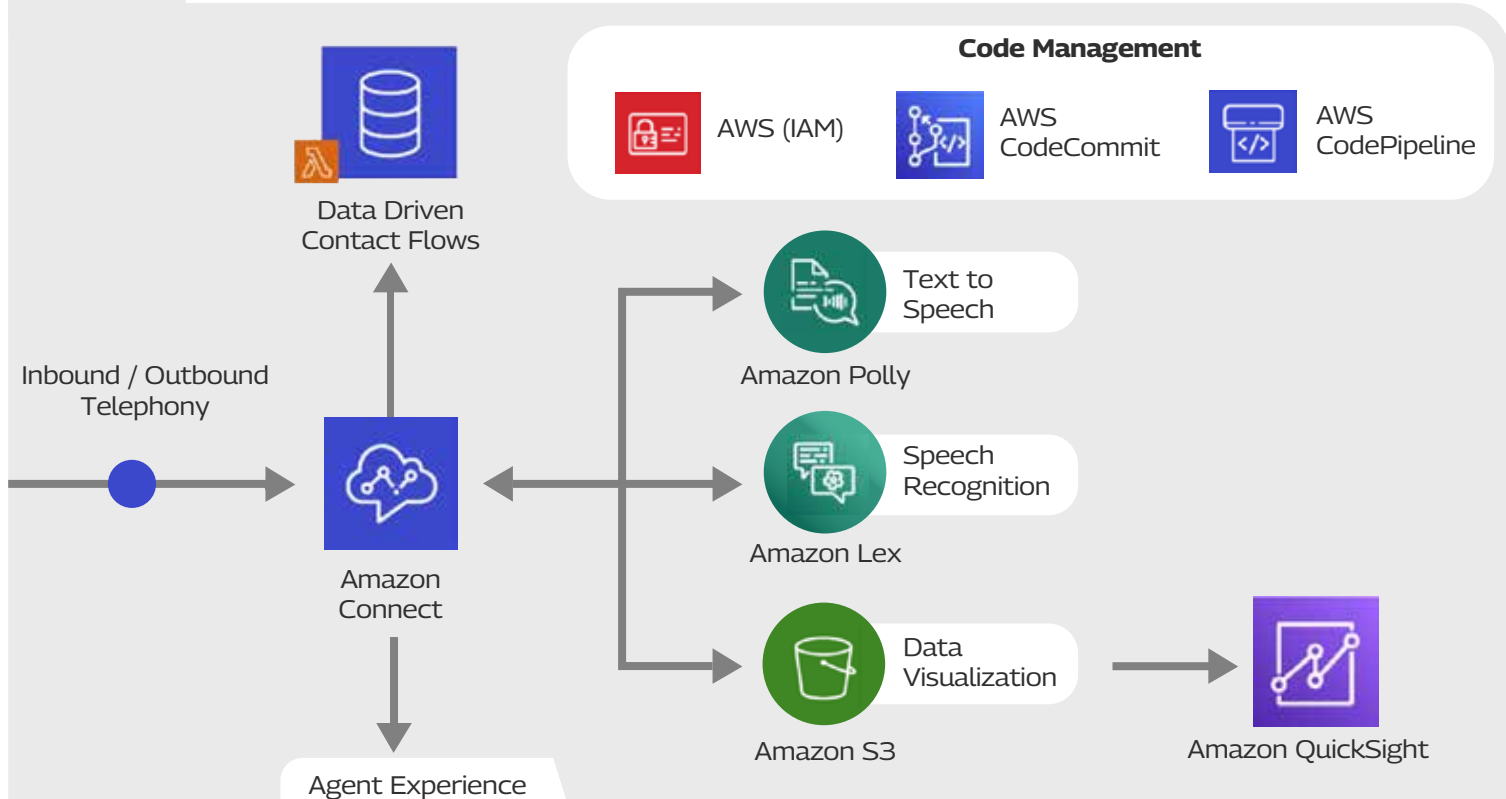 Code Management
AWS (IAM)
AWS
CodeCommit
AWS
CodePipeline
Data Driven
Contact Flows
Text to
Speech
Amazon Polly
Inbound / Outbound
Telephony
Speech
Recognition
Amazon Lex
Amazon
Connect
Data
Visualization
Amazon S3
Amazon QuickSight
Agent Experience